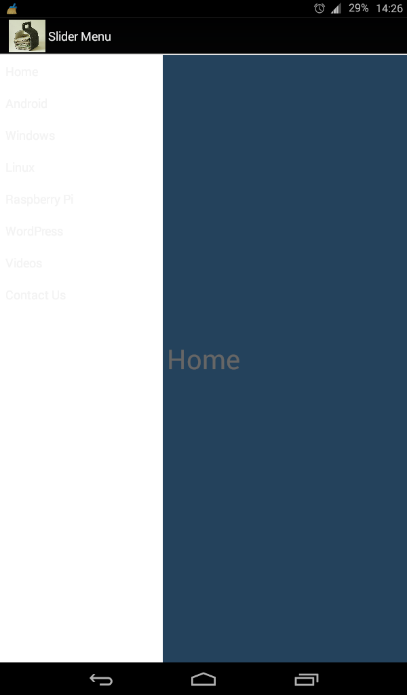 29% 14:26
Slider Menu
Home
Android
Windows
Linux
Raspberry Pi
WordPress
Videos
Contact Us
Home